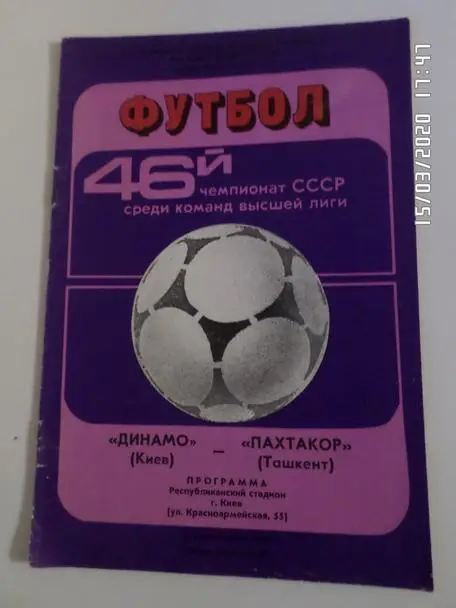 ФУТБОЛ
46й
чемпионат СССР
среди команд высшей лиги
«ДИНАМО» – «ПАХТАКОР»
(Киев) (Ташкент)
ПРОГРАММА
Республиканский стадион
г. Киев
(ул. Красноармейская, 55)
15/03/2020 17:47